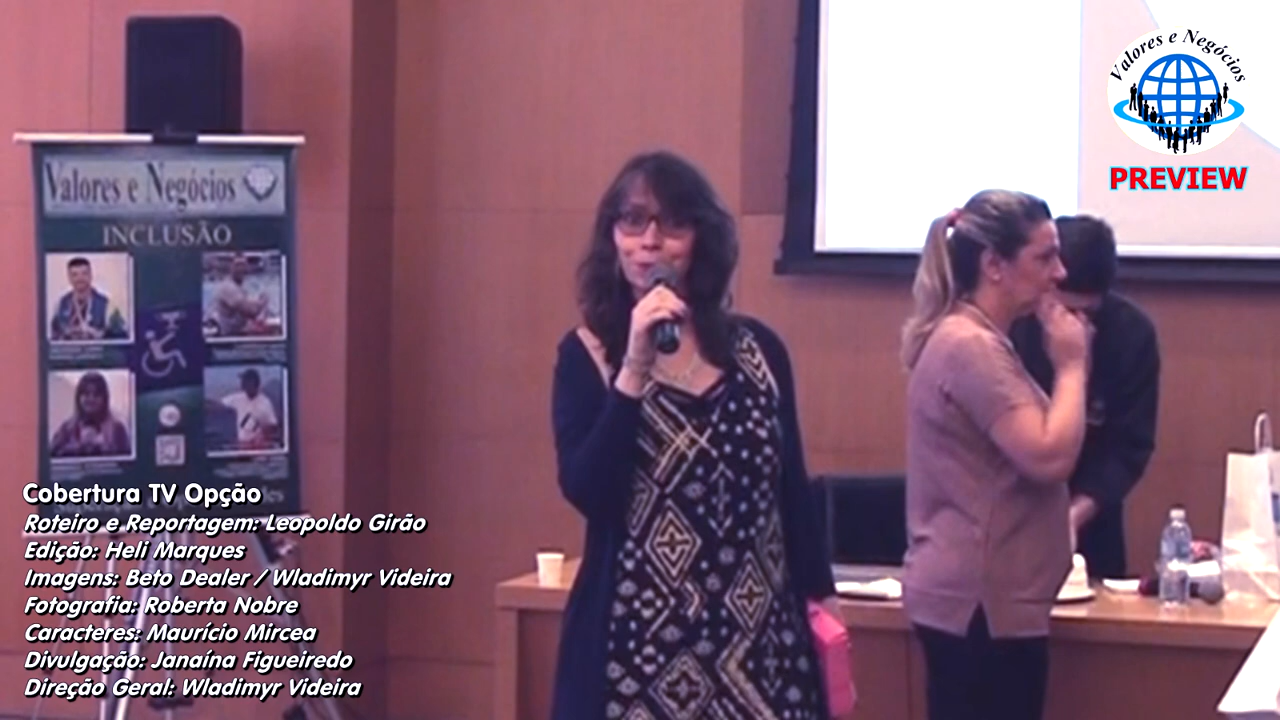 Valores e Negócios
PREVIEW
Valores e Negócios
INCLUSÃO
Cobertura TV Opção
Roteiro e Reportagem: Leopoldo Girão
Edição: Heli Marques
Imagens: Beto Dealer / Wladimyr Videira
Fotografia: Roberta Nobre
Caracteres: Maurício Mircea
Divulgação: Janaína Figueiredo
Direção Geral: Wladimyr Videira